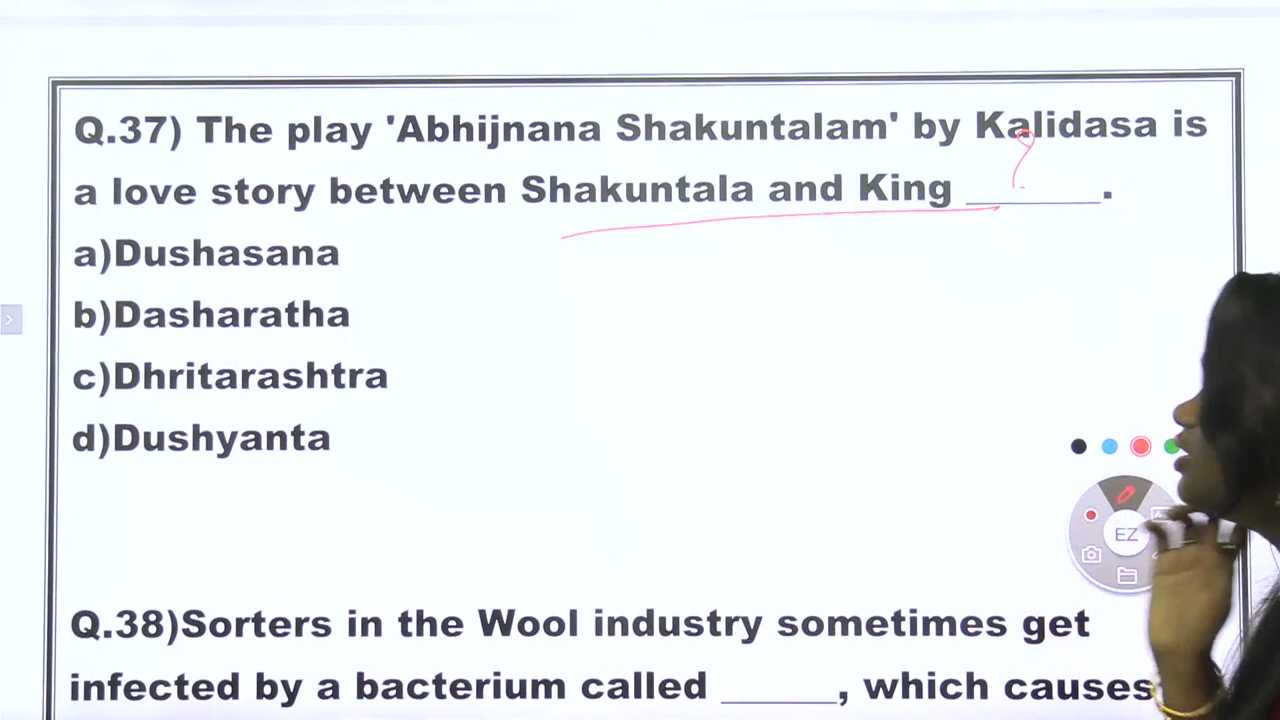 Q.37) The play 'Abhijnana Shakuntalam' by Kalidasa is
a love story between Shakuntala and King ______.
?
a)Dushasana
b)Dasharatha
c)Dhritarashtra
d)Dushyanta
EZ
Q.38)Sorters in the Wool industry sometimes get
infected by a bacterium called _____, which causes